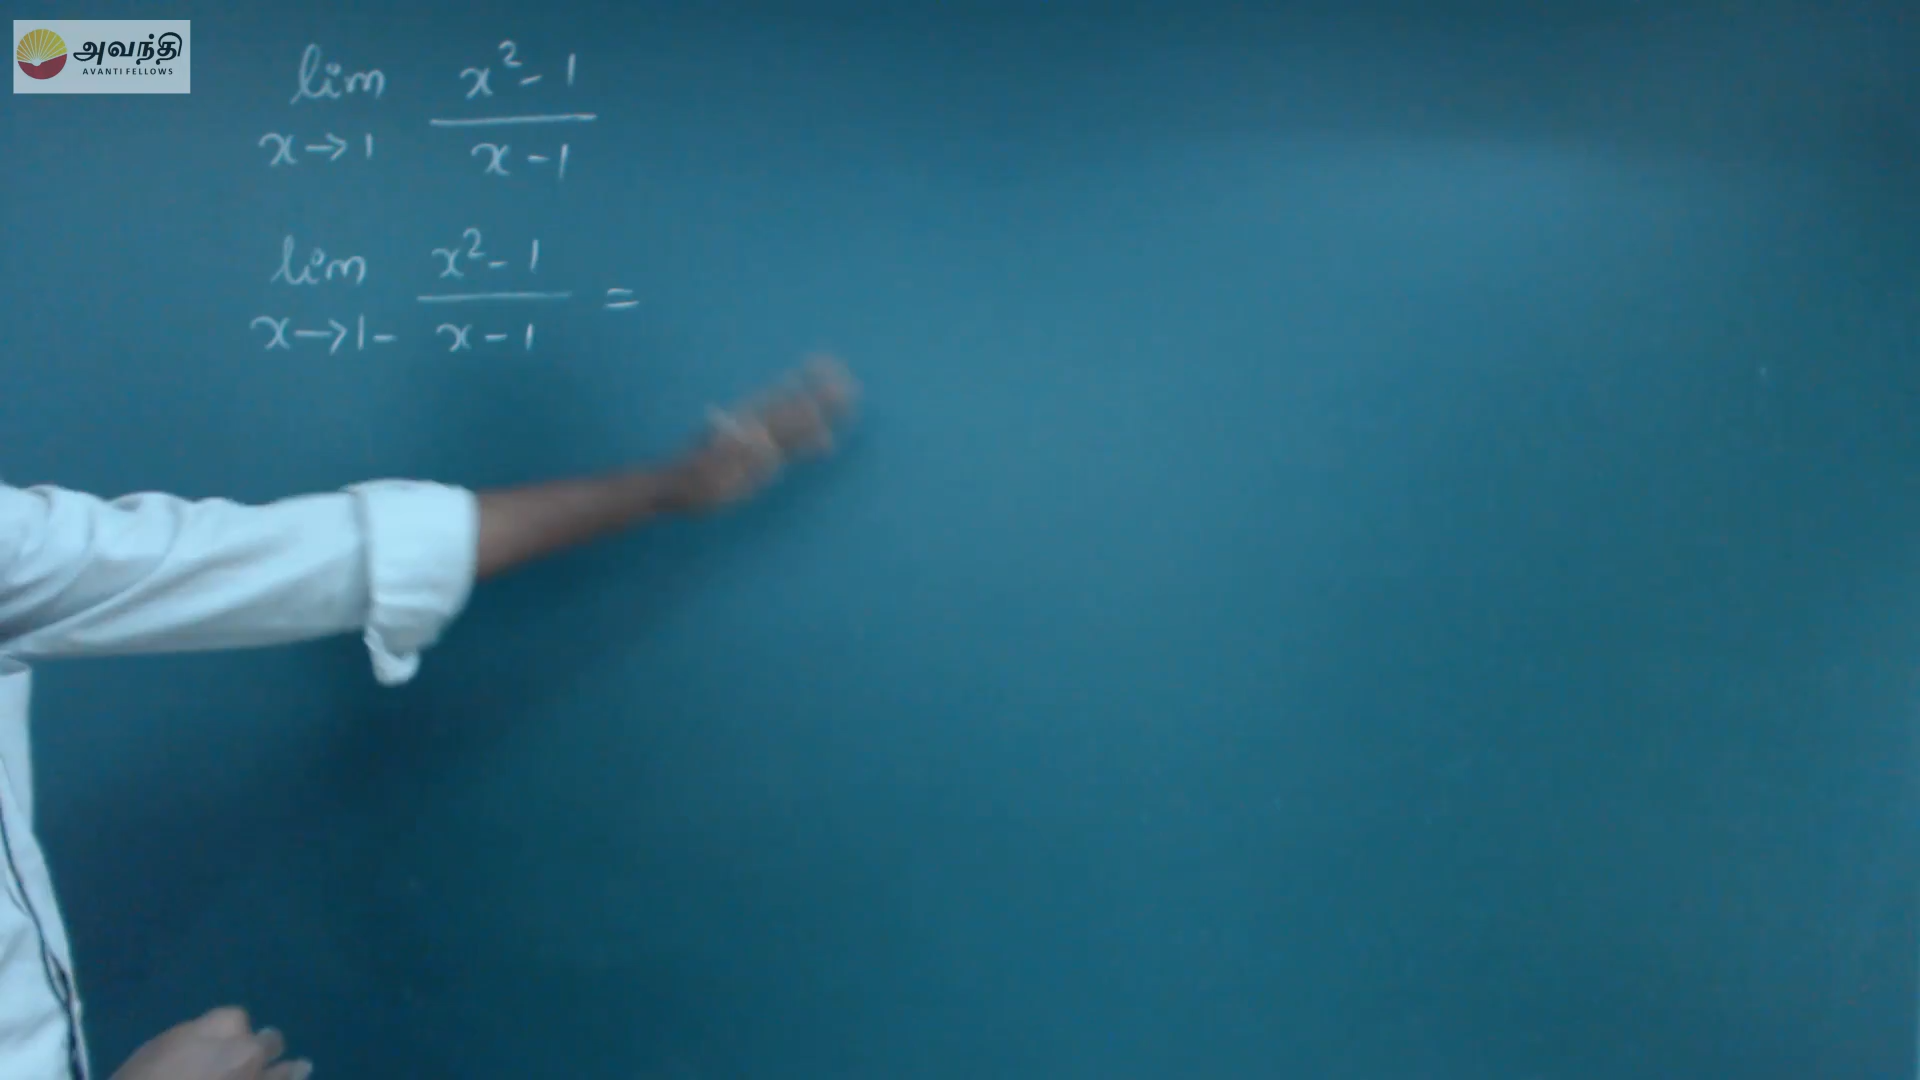 அவந்தி
AVANTI FELLOWS
lim x²-1
x→1 x-1
lim x²-1
x→1- x-1 =